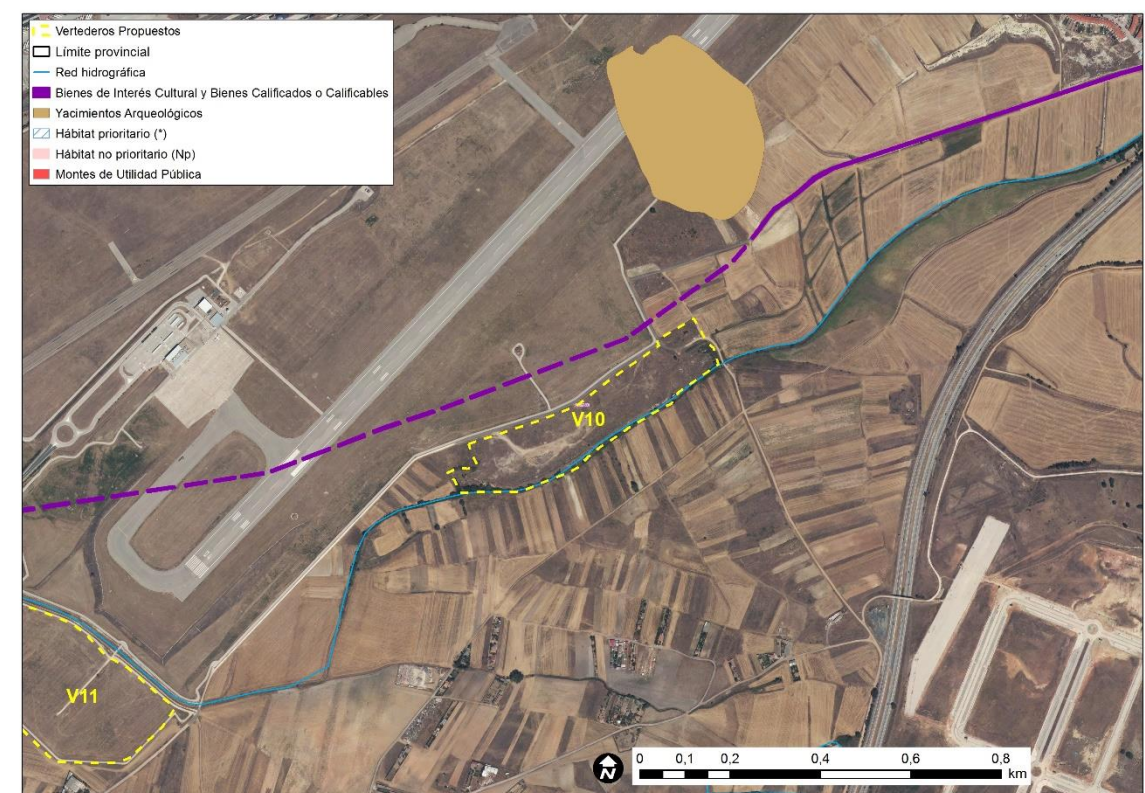 Vertederos Propuestos
Límite provincial
Red hidrográfica
Bienes de Interés Cultural y Bienes Calificados o Calificables
Yacimientos Arqueológicos
Hábitat prioritario (*)
Hábitat no prioritario (Np)
Montes de Utilidad Pública
V10
V11
N
0 0,1 0,2 0,4 0,6 0,8
km